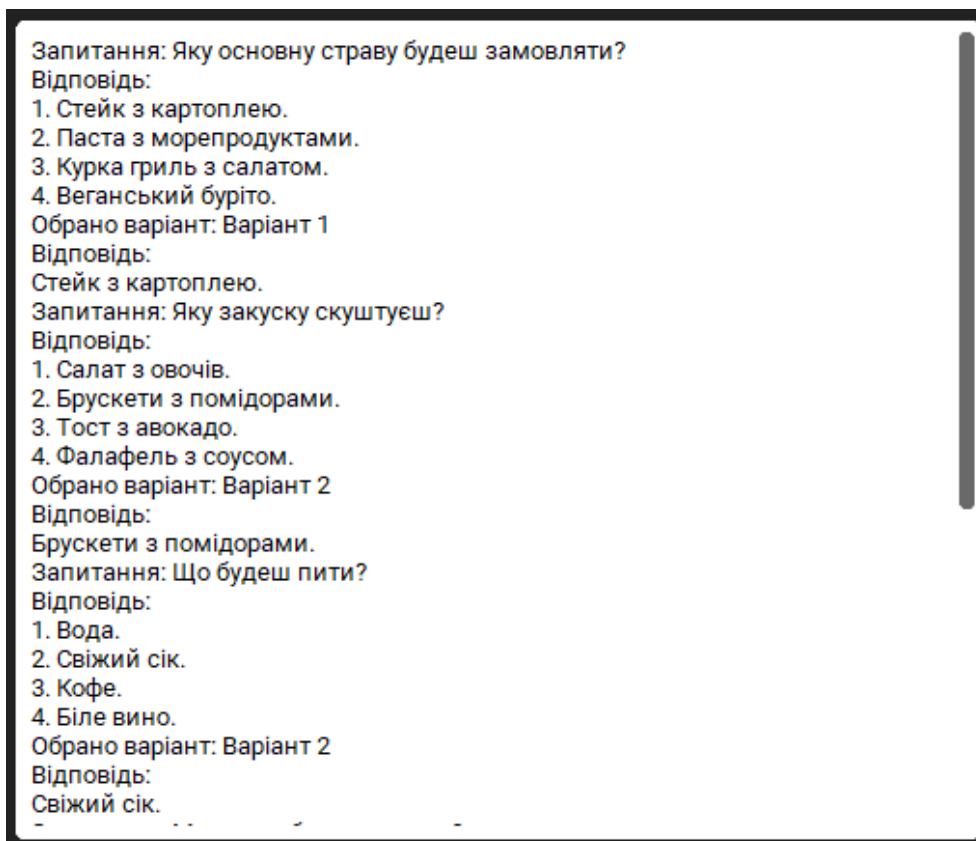 Запитання: Яку основну страву будеш замовляти?
Відповідь:
1. Стейк з картоплею.
2. Паста з морепродуктами.
3. Курка гриль з салатом.
4. Веганський буріто.
Обрано варіант: Варіант 1
Відповідь:
Стейк з картоплею.
Запитання: Яку закуску скуштуєш?
Відповідь:
1. Салат з овочів.
2. Брускети з помідорами.
3. Тост з авокадо.
4. Фалафель з соусом.
Обрано варіант: Варіант 2
Відповідь:
Брускети з помідорами.
Запитання: Що будеш пити?
Відповідь:
1. Вода.
2. Свіжий сік.
3. Кофе.
4. Біле вино.
Обрано варіант: Варіант 2
Відповідь:
Свіжий сік.